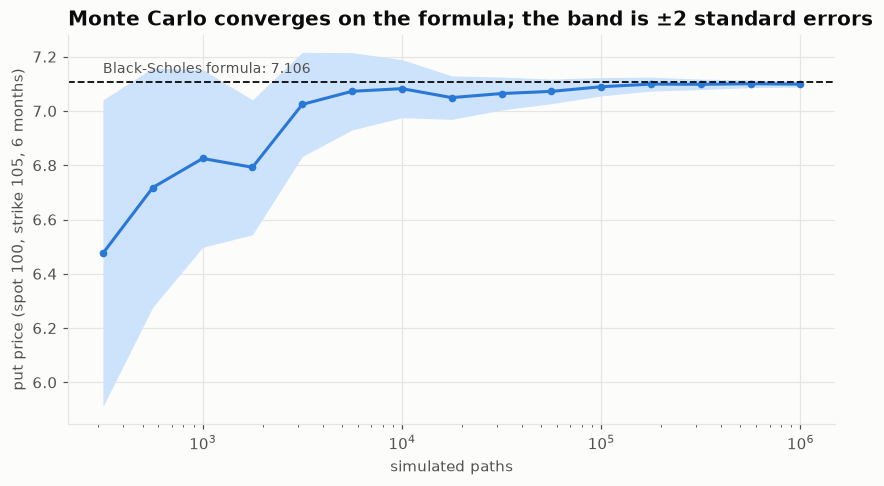 Monte Carlo converges on the formula; the band is ±2 standard errors
Black-Scholes formula: 7.106
put price (spot 100, strike 105, 6 months)
7.2
7.0
6.8
6.6
6.4
6.2
6.0
10³
10⁴
10⁵
10⁶
simulated paths